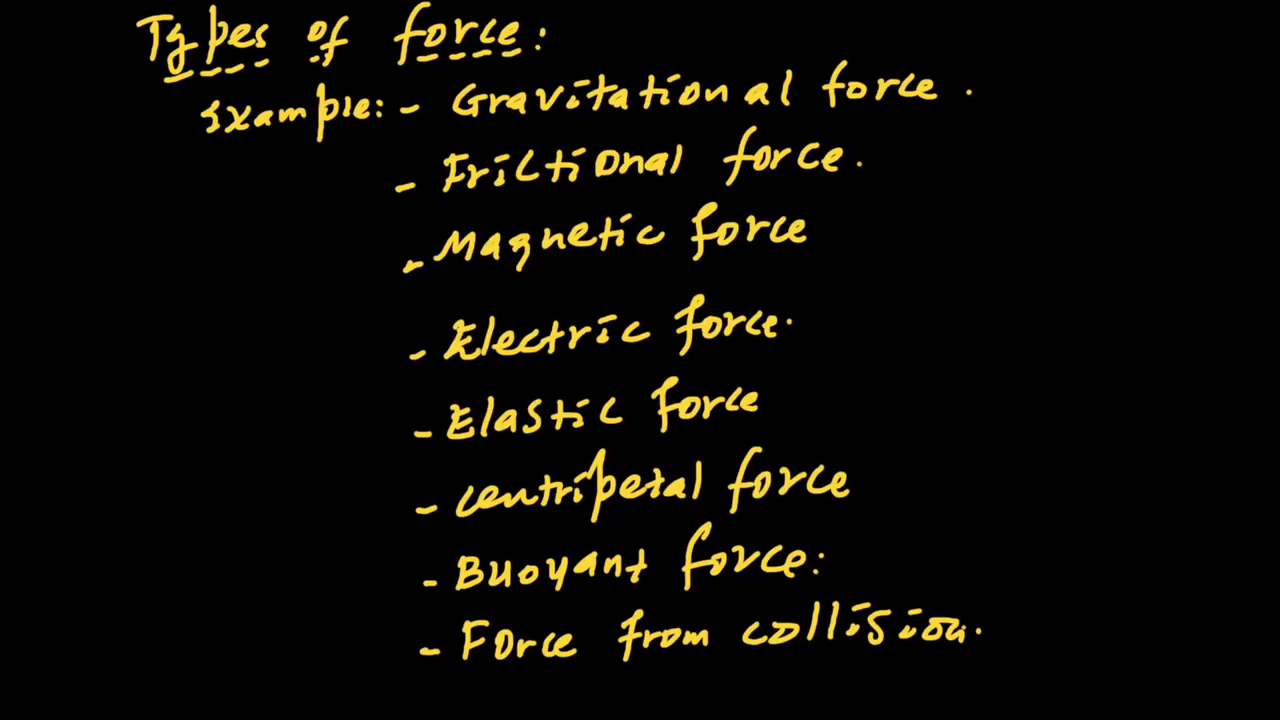 Types of force:
Example: - Gravitational force.
- Frictional force.
- Magnetic force
- Electric force.
- Elastic force
- centripetal force
- Buoyant force:
- Force from collision.